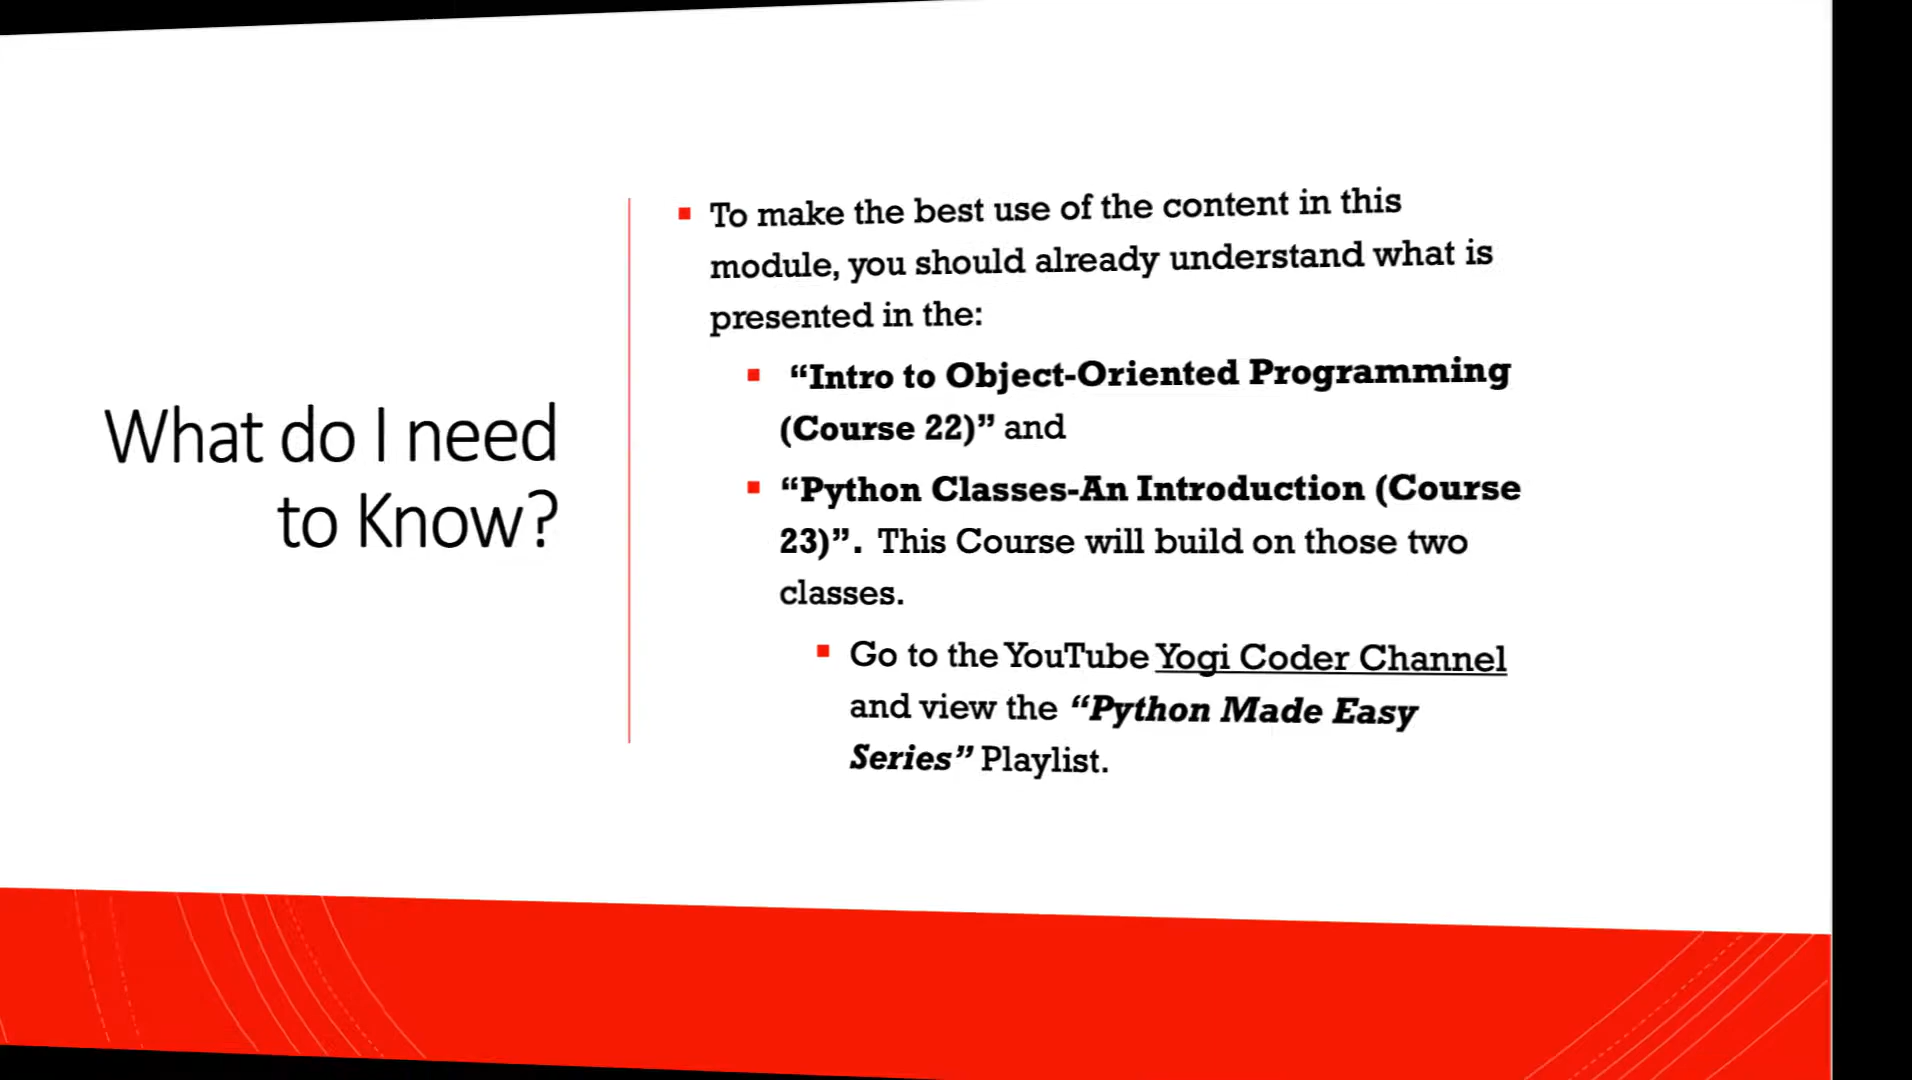 What do I need
to Know?
To make the best use of the content in this
module, you should already understand what is
presented in the:
“Intro to Object-Oriented Programming
(Course 22)” and
“Python Classes-An Introduction (Course
23)”. This Course will build on those two
classes.
Go to the YouTube Yogi Coder Channel
and view the “Python Made Easy
Series” Playlist.